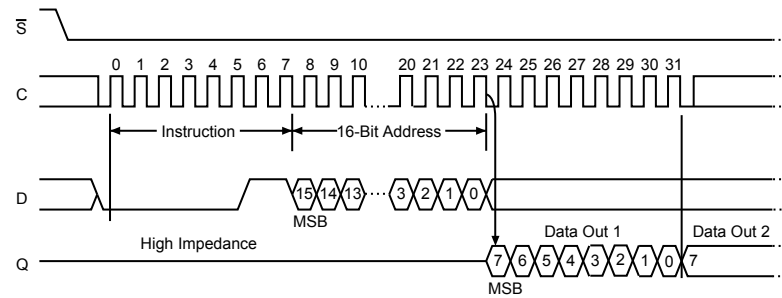 S
0 1 2 3 4 5 6 7 8 9 10 20 21 22 23 24 25 26 27 28 29 30 31
C
Instruction 16-Bit Address
D
15 14 13 3 2 1 0
MSB
High Impedance
Data Out 1 Data Out 2
Q
7 6 5 4 3 2 1 0 7
MSB